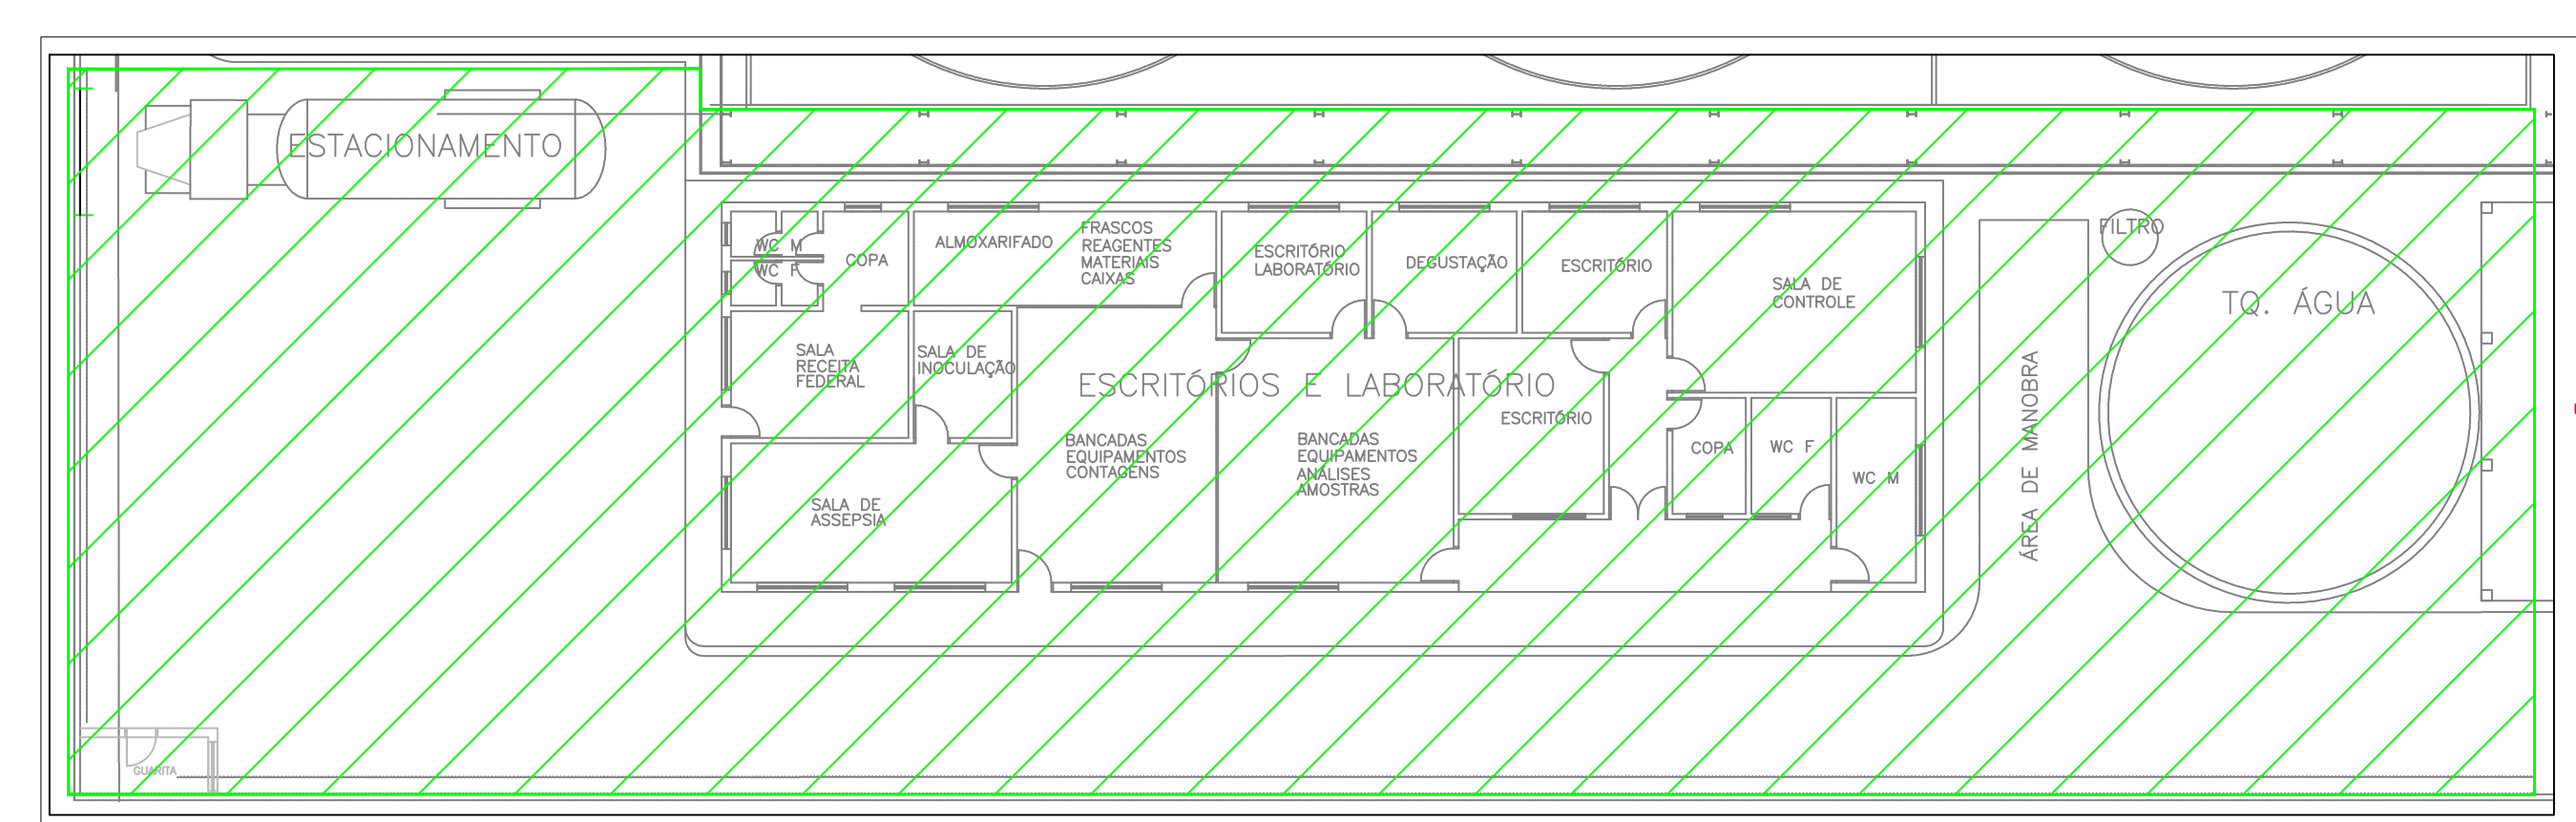 ESTACIONAMENTO
WC M
WC F
COPA
ALMOXARIFADO
FRASCOS
REAGENTES
MATERIAIS
CAIXAS
ESCRITÓRIO
LABORATÓRIO
DEGUSTAÇÃO
ESCRITÓRIO
SALA DE
CONTROLE
FILTRO
TQ. ÁGUA
SALA
RECEITA
FEDERAL
SALA DE
INOCULAÇÃO
ESCRITÓRIOS E LABORATÓRIO
ESCRITÓRIO
BANCADAS
EQUIPAMENTOS
CONTAGENS
BANCADAS
EQUIPAMENTOS
ANÁLISES
AMOSTRAS
COPA
WC F
WC M
ÁREA DE MANOBRA
SALA DE
ASSEPSIA
GUARITA